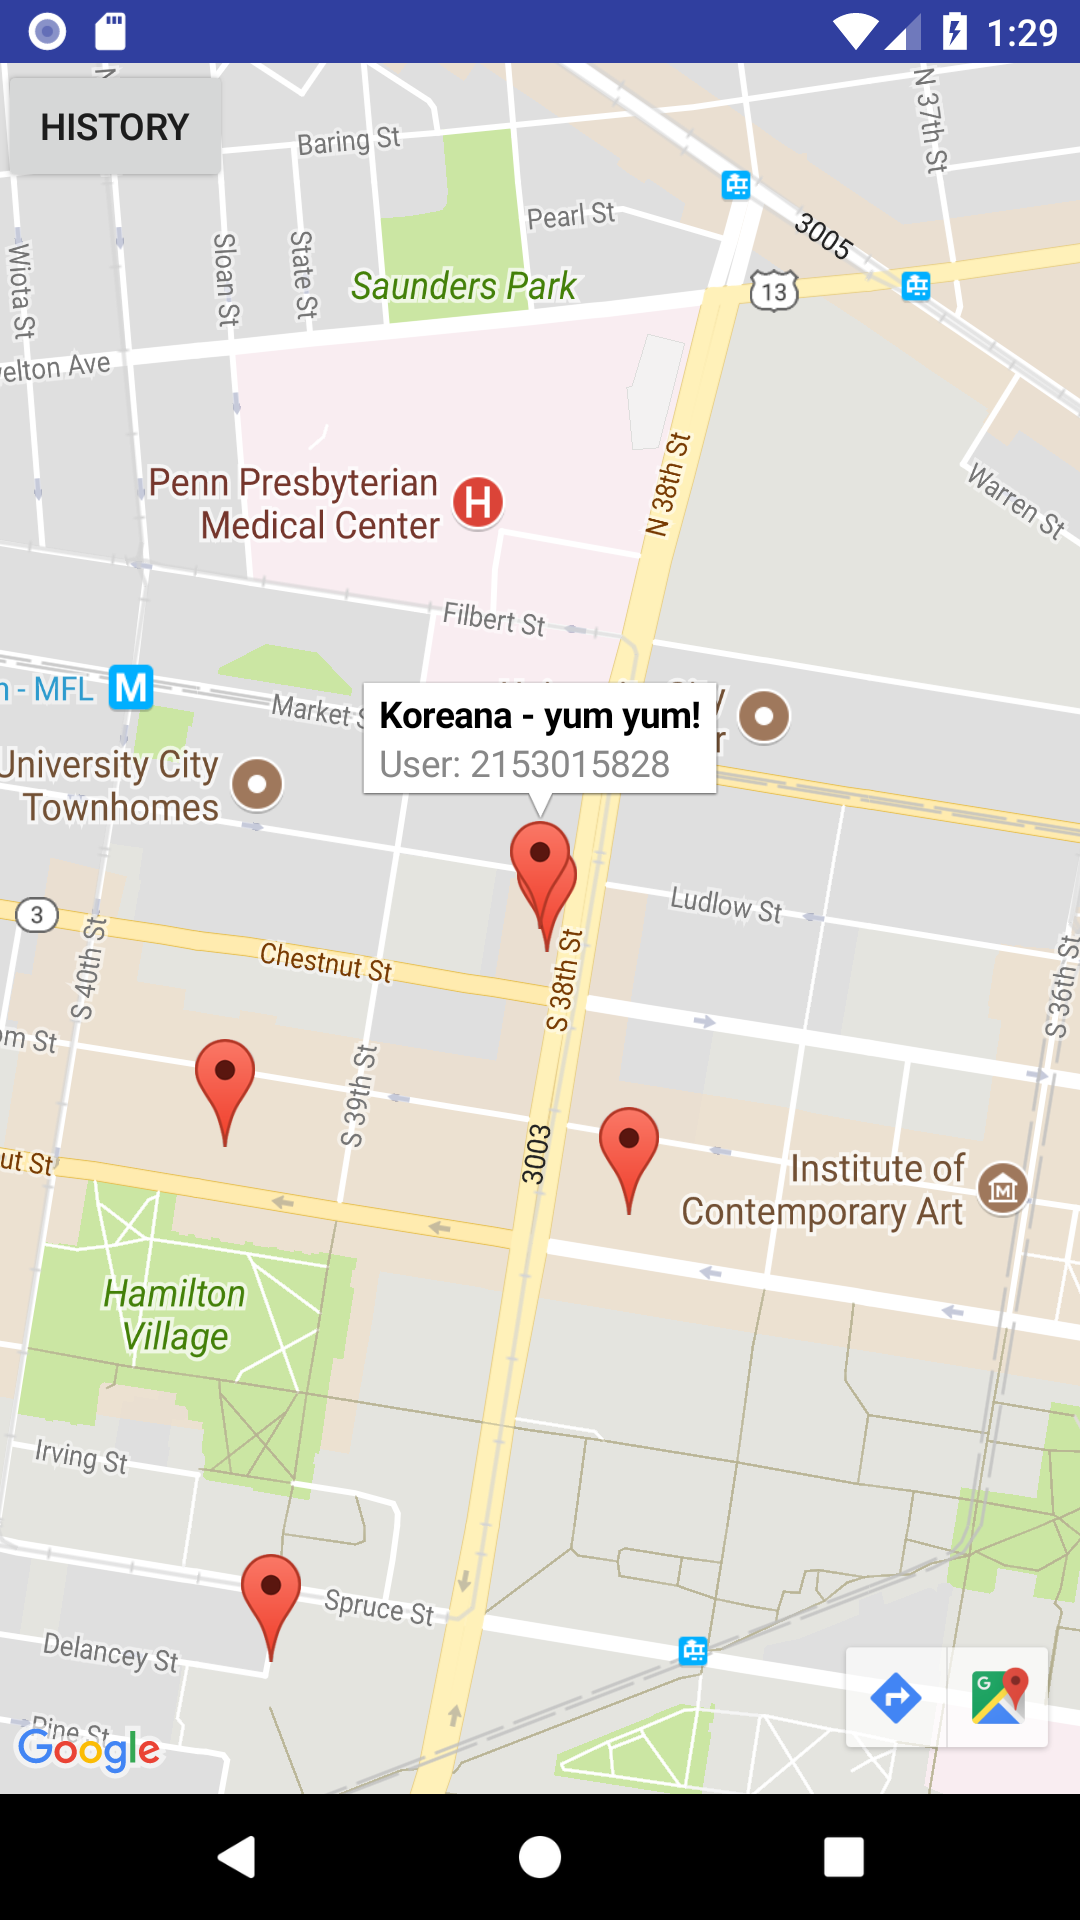 1:29
HISTORY
N 37th St
Baring St
Pearl St
3005
Wiota St
Sloan St
State St
Saunders Park
13
elton Ave
Penn Presbyterian
Medical Center
H
N 38th St
Warren St
Filbert St
- MFL
M
Market
Koreana - yum yum!
User: 2153015828
University City
Townhomes
Ludlow St
3
S 40th St
Chestnut St
S 38th St
S 36th St
om St
S 39th St
3003
ut St
Institute of
Contemporary Art
Hamilton
Village
Irving St
Spruce St
Delancey St
Pine St
Google
G